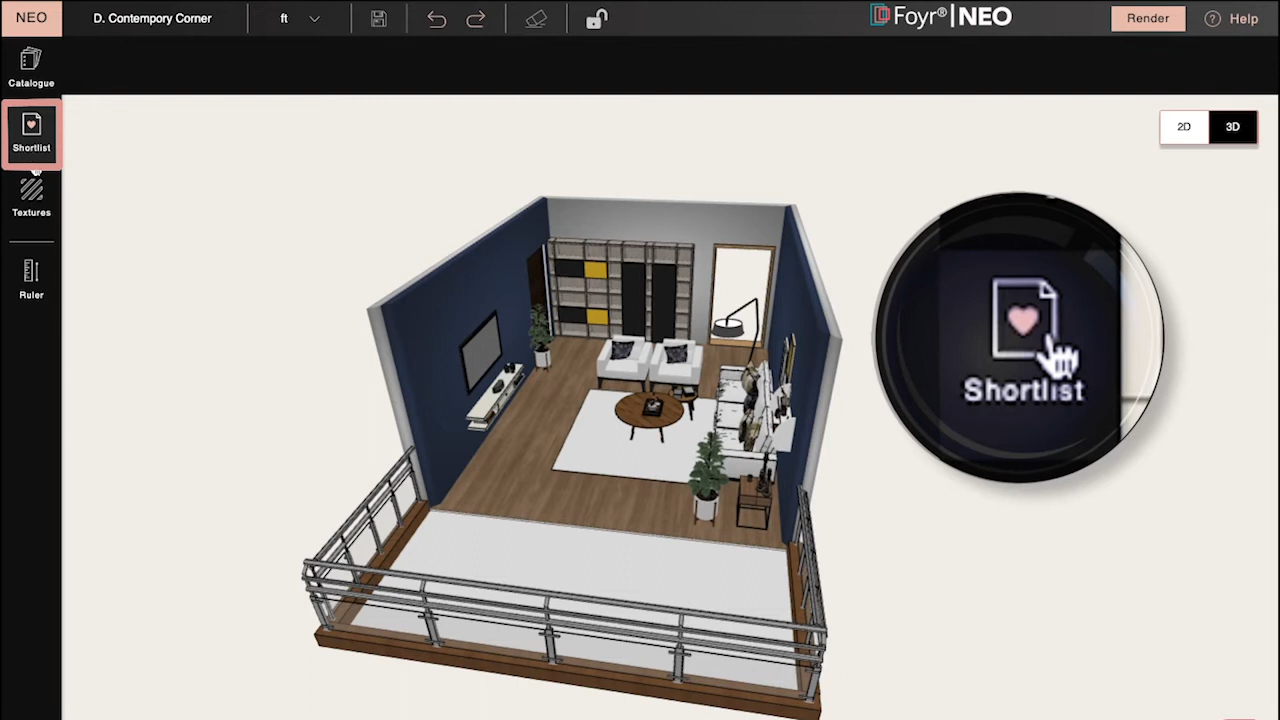 NEO
D. Contempory Corner
ft
Foyr® NEO
Render
? Help
Catalogue
Shortlist
Textures
Ruler
2D
3D
Shortlist